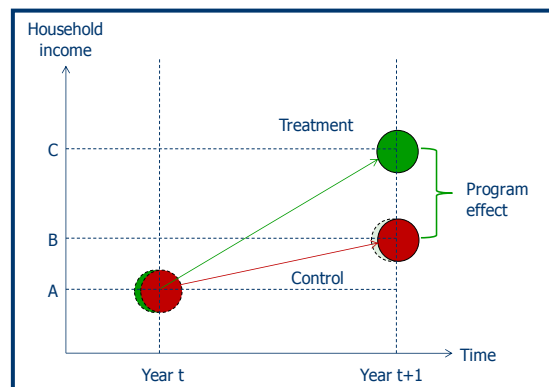 Household
income
Treatment
C
Program
effect
B
Control
A
Time
Year t
Year t+1